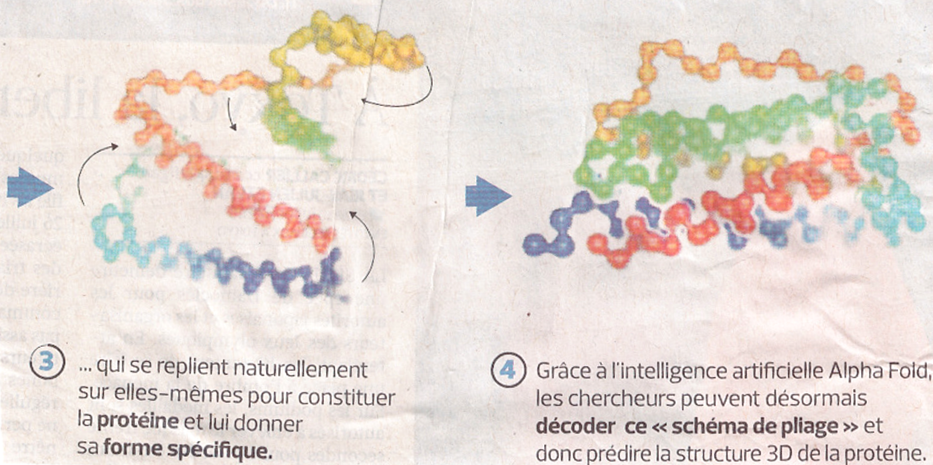 3 ... qui se replient naturellement
sur elles-mêmes pour constituer
la protéine et lui donner
sa forme spécifique.
4 Grâce à l'intelligence artificielle Alpha Fold,
les chercheurs peuvent désormais
décoder ce « schéma de pliage » et
donc prédire la structure 3D de la protéine.